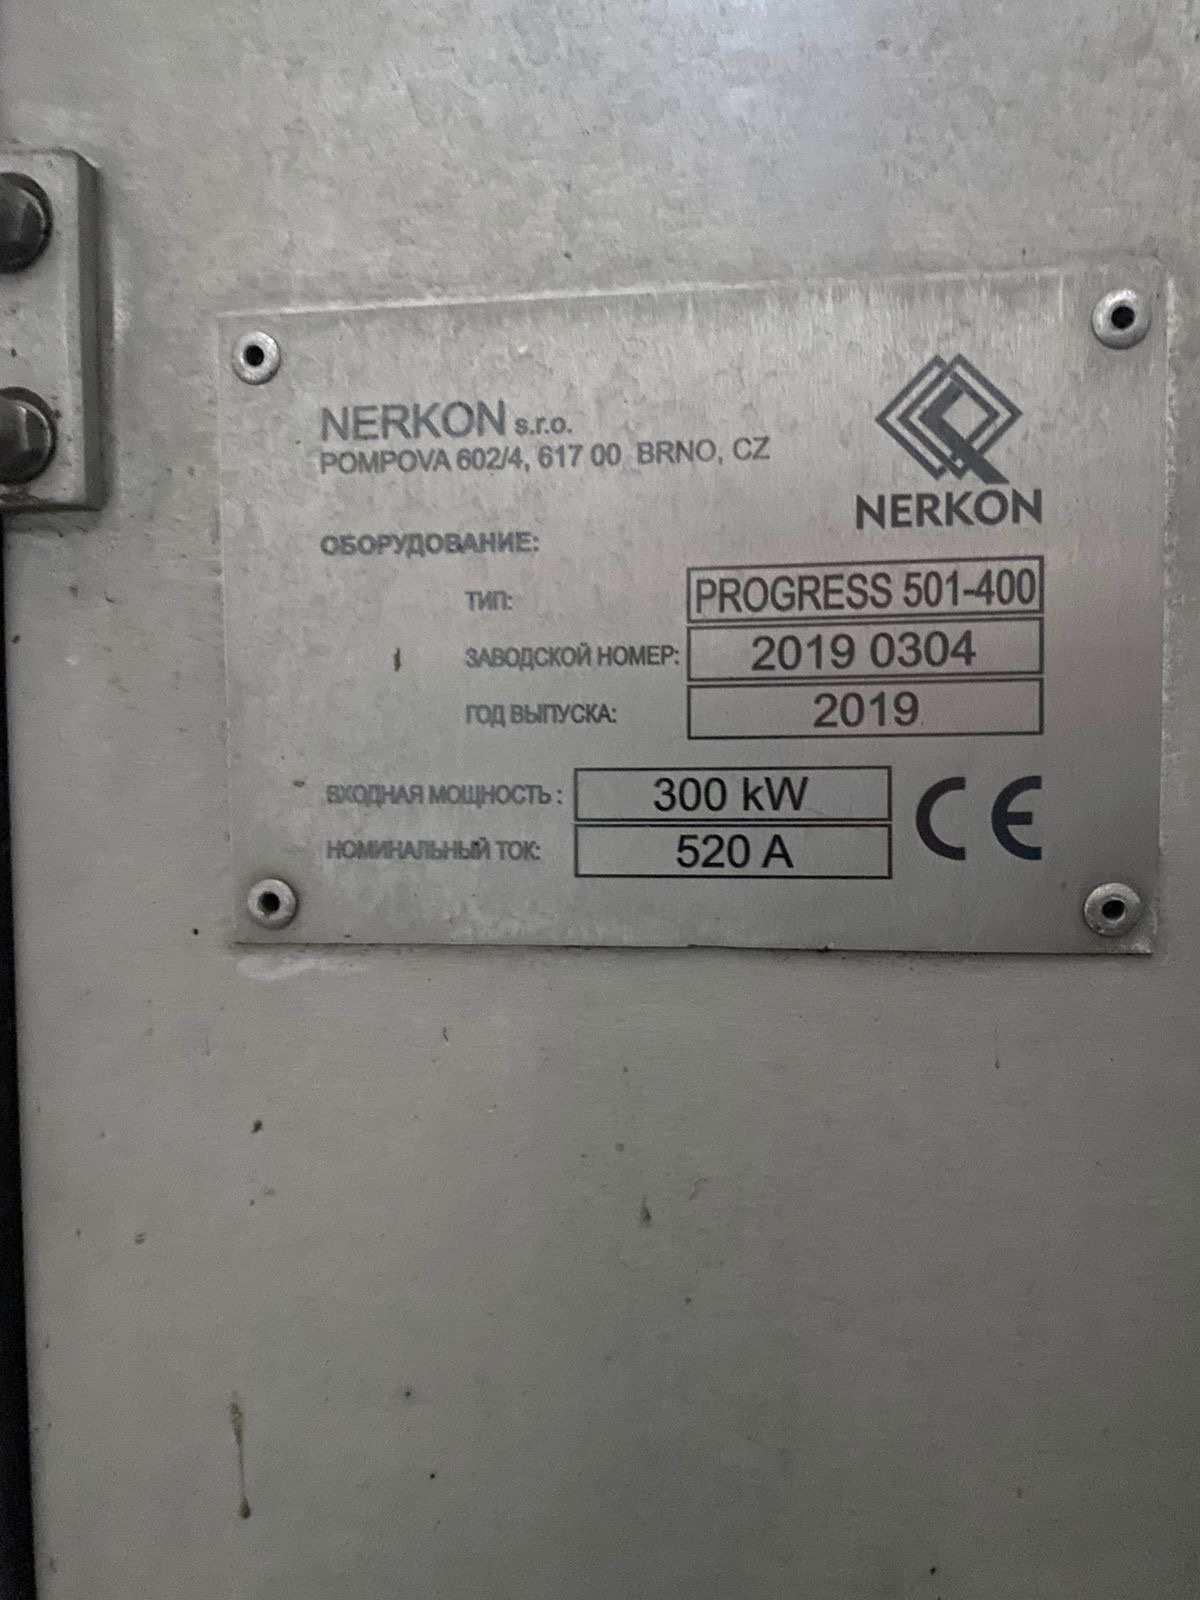 NERKON s.r.o.
POMPOVA 602/4, 617 00 BRNO, CZ
NERKON
ОБОРУДОВАНИЕ:
ТИП: PROGRESS 501-400
ЗАВОДСКОЙ НОМЕР: 2019 0304
ГОД ВЫПУСКА: 2019
ВХОДНАЯ МОЩНОСТЬ : 300 kW
НОМИНАЛЬНЫЙ ТОК: 520 A
CE